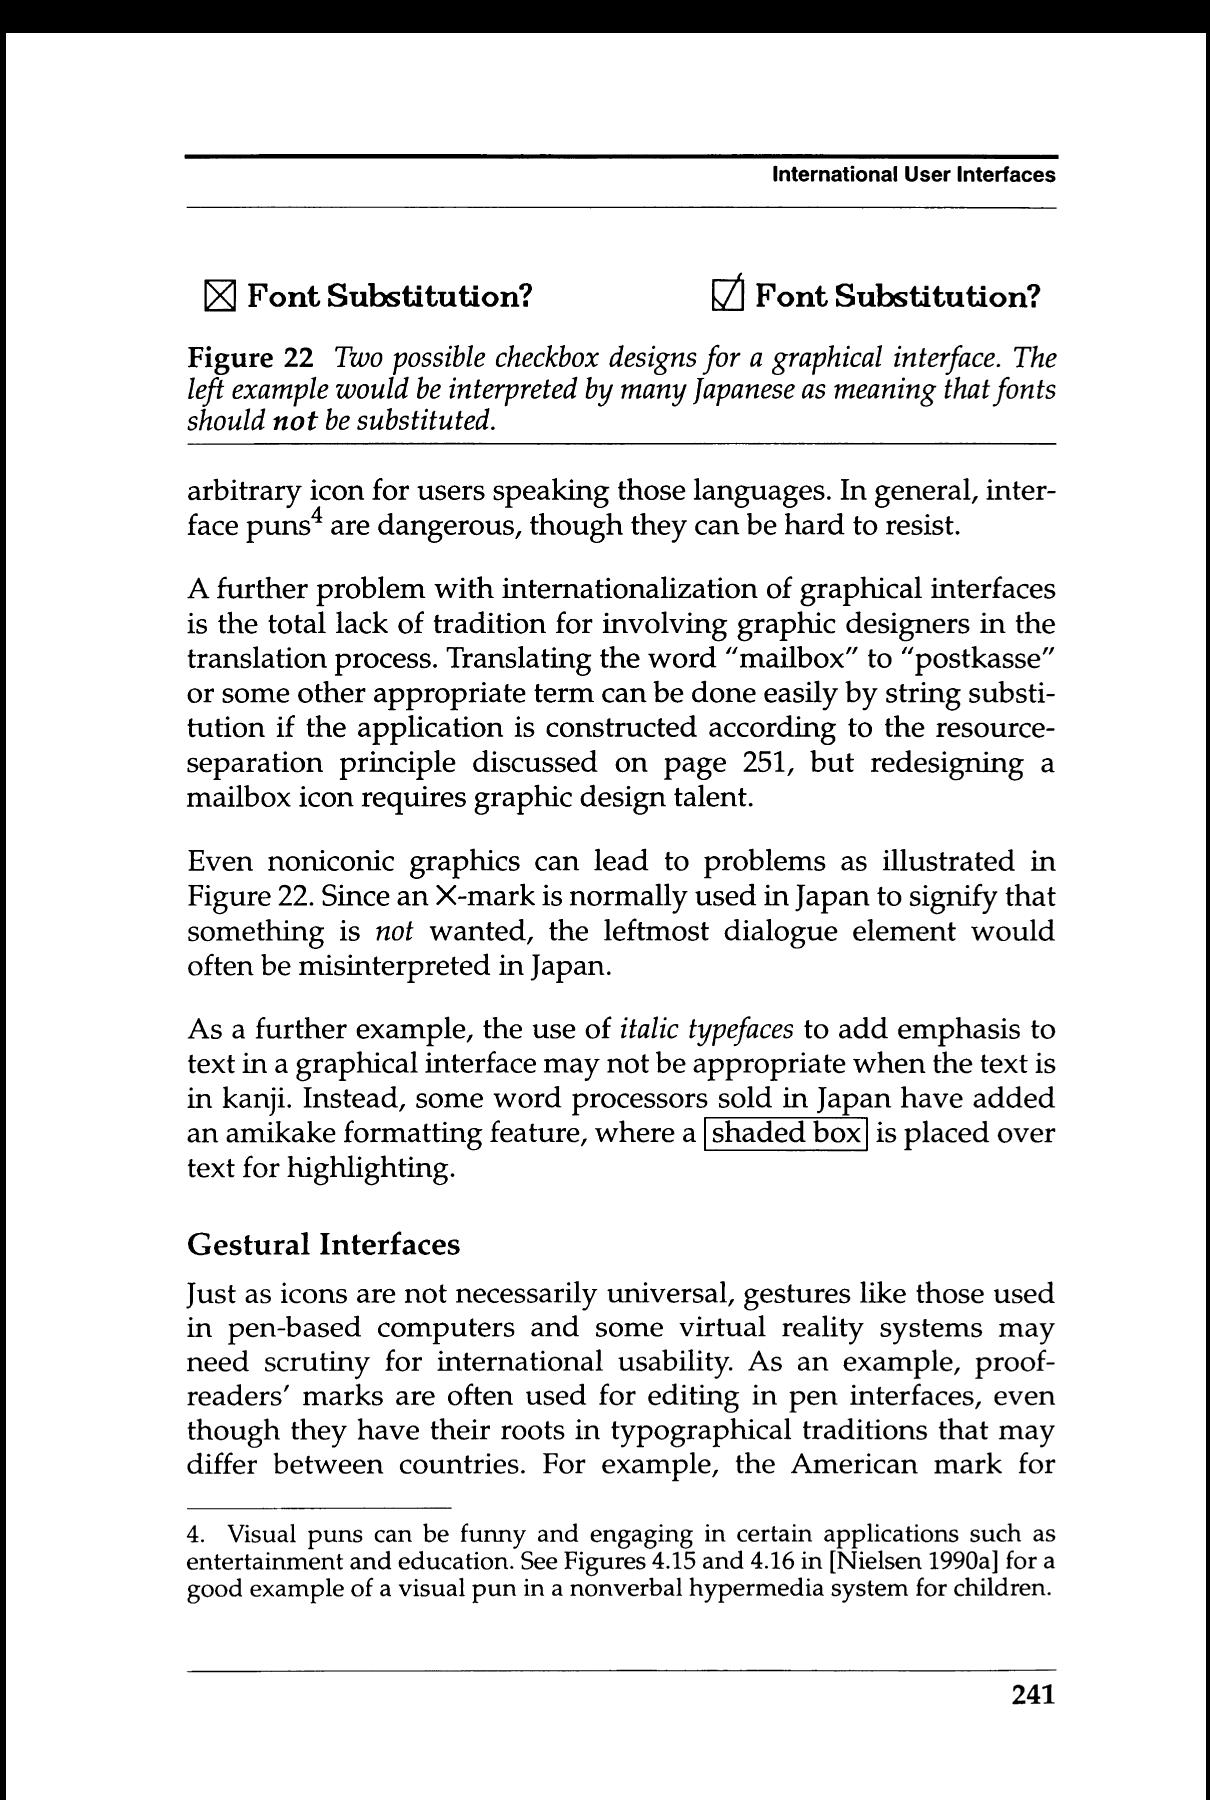 International User Interfaces
☒ Font Substitution? ☑ Font Substitution?
Figure 22 Two possible checkbox designs for a graphical interface. The
left example would be interpreted by many Japanese as meaning that fonts
should not be substituted.
arbitrary icon for users speaking those languages. In general, inter-
face puns4 are dangerous, though they can be hard to resist.
A further problem with internationalization of graphical interfaces
is the total lack of tradition for involving graphic designers in the
translation process. Translating the word "mailbox" to "postkasse"
or some other appropriate term can be done easily by string substi-
tution if the application is constructed according to the resource-
separation principle discussed on page 251, but redesigning a
mailbox icon requires graphic design talent.
Even noniconic graphics can lead to problems as illustrated in
Figure 22. Since an X-mark is normally used in Japan to signify that
something is not wanted, the leftmost dialogue element would
often be misinterpreted in Japan.
As a further example, the use of italic typefaces to add emphasis to
text in a graphical interface may not be appropriate when the text is
in kanji. Instead, some word processors sold in Japan have added
an amikake formatting feature, where a shaded box is placed over
text for highlighting.
Gestural Interfaces
Just as icons are not necessarily universal, gestures like those used
in pen-based computers and some virtual reality systems may
need scrutiny for international usability. As an example, proof-
readers' marks are often used for editing in pen interfaces, even
though they have their roots in typographical traditions that may
differ between countries. For example, the American mark for
4. Visual puns can be funny and engaging in certain applications such as
entertainment and education. See Figures 4.15 and 4.16 in [Nielsen 1990a] for a
good example of a visual pun in a nonverbal hypermedia system for children.
241